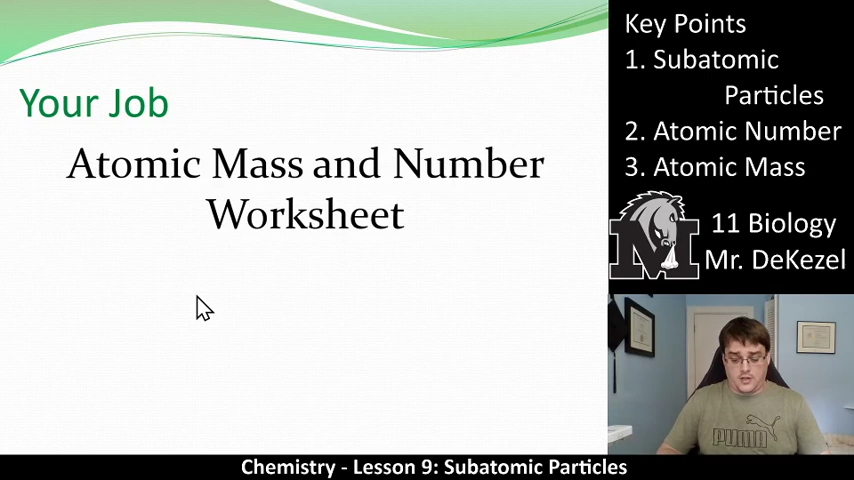 Your Job
Atomic Mass and Number
Worksheet
Key Points
1. Subatomic
Particles
2. Atomic Number
3. Atomic Mass
M
11 Biology
Mr. DeKezel
PUMA
Chemistry - Lesson 9: Subatomic Particles